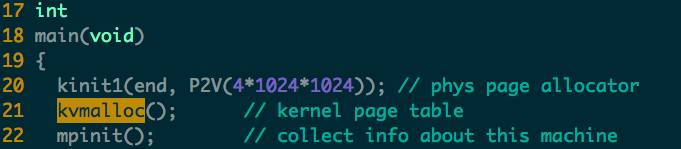 17 int
18 main(void)
19 {
20   kinit1(end, P2V(4*1024*1024)); // phys page allocator
21   kvmalloc();      // kernel page table
22   mpinit();        // collect info about this machine